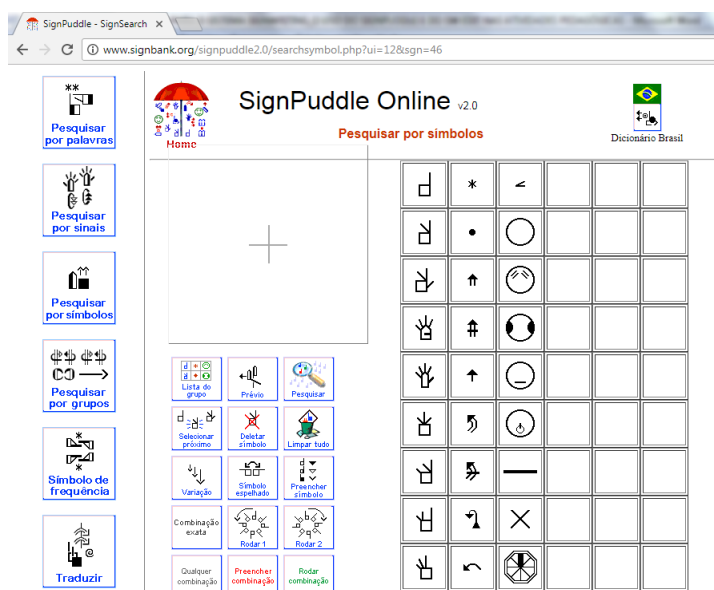 SignPuddle - SignSearch
www.signbank.org/signpuddle2.0/searchsymbol.php?ui=12&sgn=46
Pesquisar
por palavras
Pesquisar
por sinais
Pesquisar
por símbolos
Pesquisar
por grupos
Símbolo de
frequência
Traduzir
Home
SignPuddle Online v2.0
Pesquisar por simbolos
Dicionário Brasil
Lista do
grupo
Prévio
Pesquisar
Selecionar
próximo
Deletar
símbolo
Limpar tudo
Variação
Símbolo
espelhado
Preencher
símbolo
Combinação
exata
Rodar 1
Rodar 2
Qualquer
combinação
Preencher
combinação
Rodar
combinação